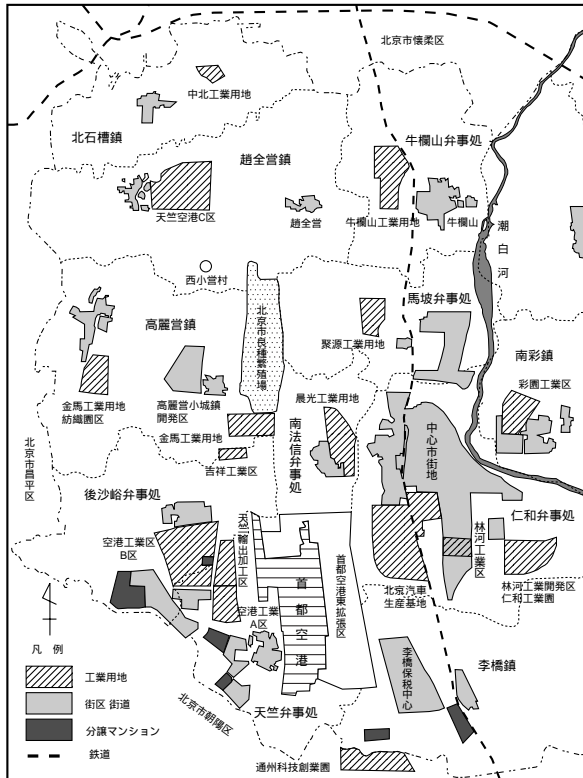 北京市懐柔区
中北工業用地
北石槽鎮
趙全営鎮
牛欄山弁事処
天竺空港C区
趙全営
牛欄山工業用地
牛欄山
潮白河
西小営村
北京市良種繁殖場
馬坡弁事処
高麗営鎮
聚源工業用地
南彩鎮
彩園工業区
金馬工業用地
紡織園区
高麗営小城鎮
開発区
晨光工業用地
金馬工業用地
南法信弁事処
中心市街地
吉祥工業区
北京市昌平区
後沙峪弁事処
仁和弁事処
空港工業区
B区
天竺輸出加工区
首都空港
首都空港東拡張区
林河工業区
北京汽車
生産基地
林河工業開発区
仁和工業園
空港工業
A区
李橋保税中心
李橋鎮
北京市朝陽区
天竺弁事処
通州科技創業園
凡 例
工業用地
街区 街道
分譲マンション
鉄道